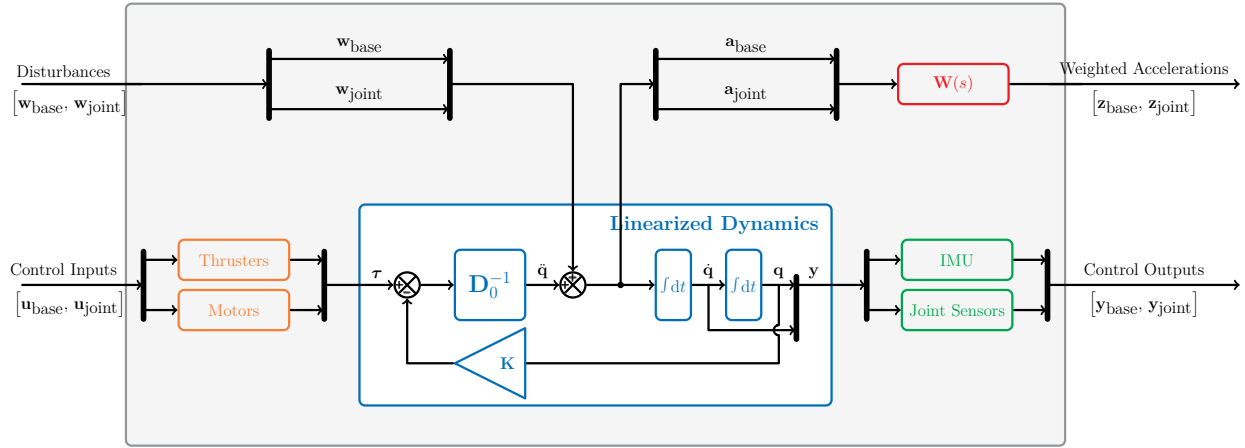 w_base
a_base
Disturbances
Weighted Accelerations
W(s)
[w_base, w_joint]
w_joint
a_joint
[z_base, z_joint]
Linearized Dynamics
Control Inputs
Thrusters
τ
+
−
D₀⁻¹
q̈
+
+
∫dt
q̇
∫dt
q
y
IMU
Control Outputs
[u_base, u_joint]
Motors
Joint Sensors
[y_base, y_joint]
K